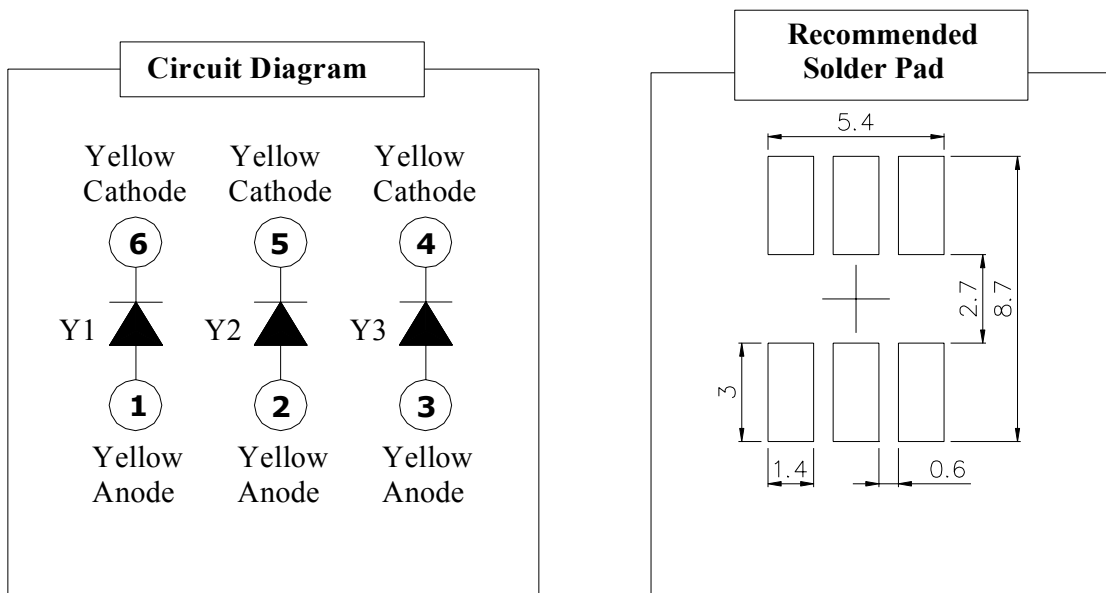 Circuit Diagram
Yellow Cathode
Yellow Cathode
Yellow Cathode
6
5
4
Y1
Y2
Y3
1
2
3
Yellow Anode
Yellow Anode
Yellow Anode
Recommended
Solder Pad
5.4
2.7
8.7
3
1.4
0.6